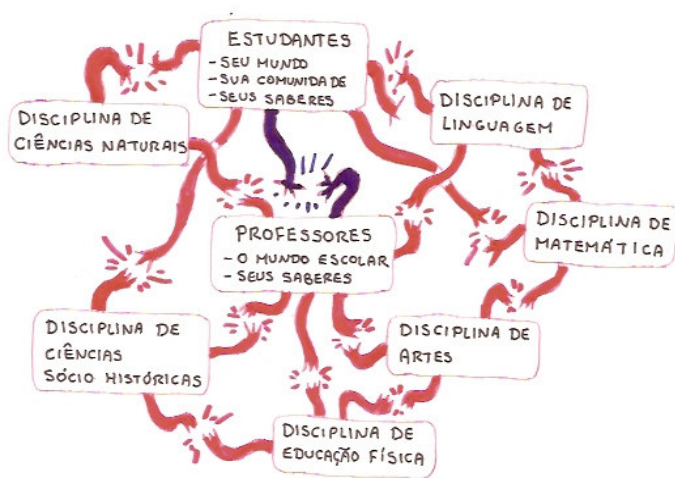 ESTUDANTES
- SEU MUNDO
- SUA COMUNIDADE
- SEUS SABERES
DISCIPLINA DE
CIÊNCIAS NATURAIS
DISCIPLINA DE
LINGUAGEM
PROFESSORES
- O MUNDO ESCOLAR
- SEUS SABERES
DISCIPLINA DE
MATEMÁTICA
DISCIPLINA DE
CIÊNCIAS
SÓCIO HISTÓRICAS
DISCIPLINA DE
ARTES
DISCIPLINA DE
EDUCAÇÃO FÍSICA